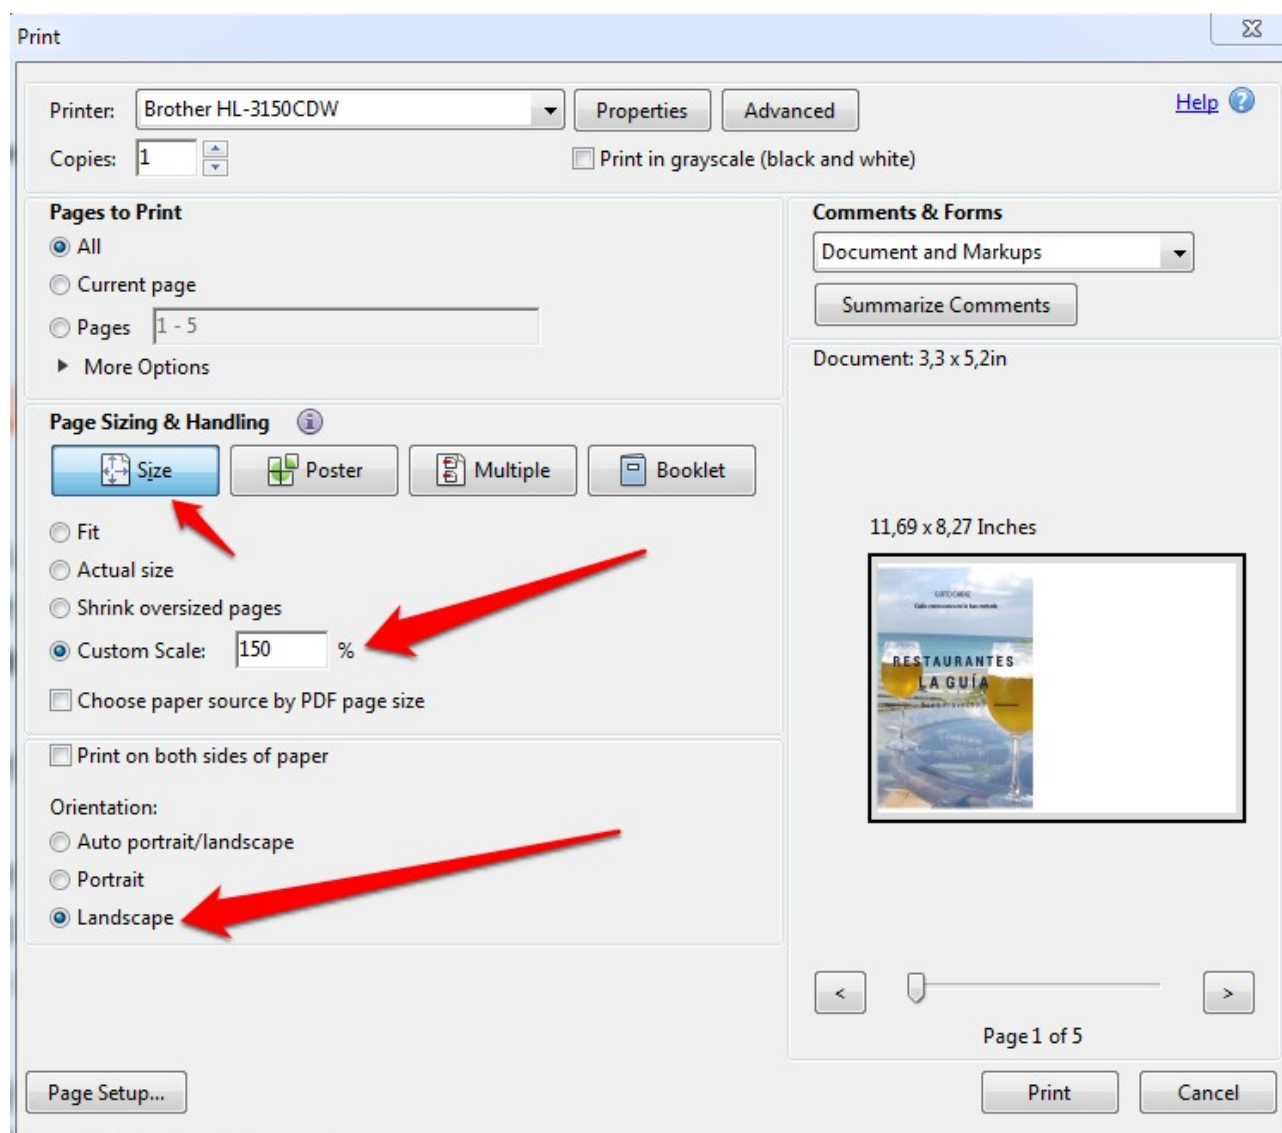 Print
Printer: Brother HL-3150CDW Properties Advanced Help
Copies: 1 Print in grayscale (black and white)
Pages to Print
All
Current page
Pages 1 - 5
More Options
Comments & Forms
Document and Markups
Summarize Comments
Page Sizing & Handling
Size Poster Multiple Booklet
Fit
Actual size
Shrink oversized pages
Custom Scale: 150 %
Choose paper source by PDF page size
Print on both sides of paper
Orientation:
Auto portrait/landscape
Portrait
Landscape
Document: 3,3 x 5,2in
11,69 x 8,27 Inches
RESTAURANTES
LA GUÍA
< >
Page 1 of 5
Page Setup... Print Cancel